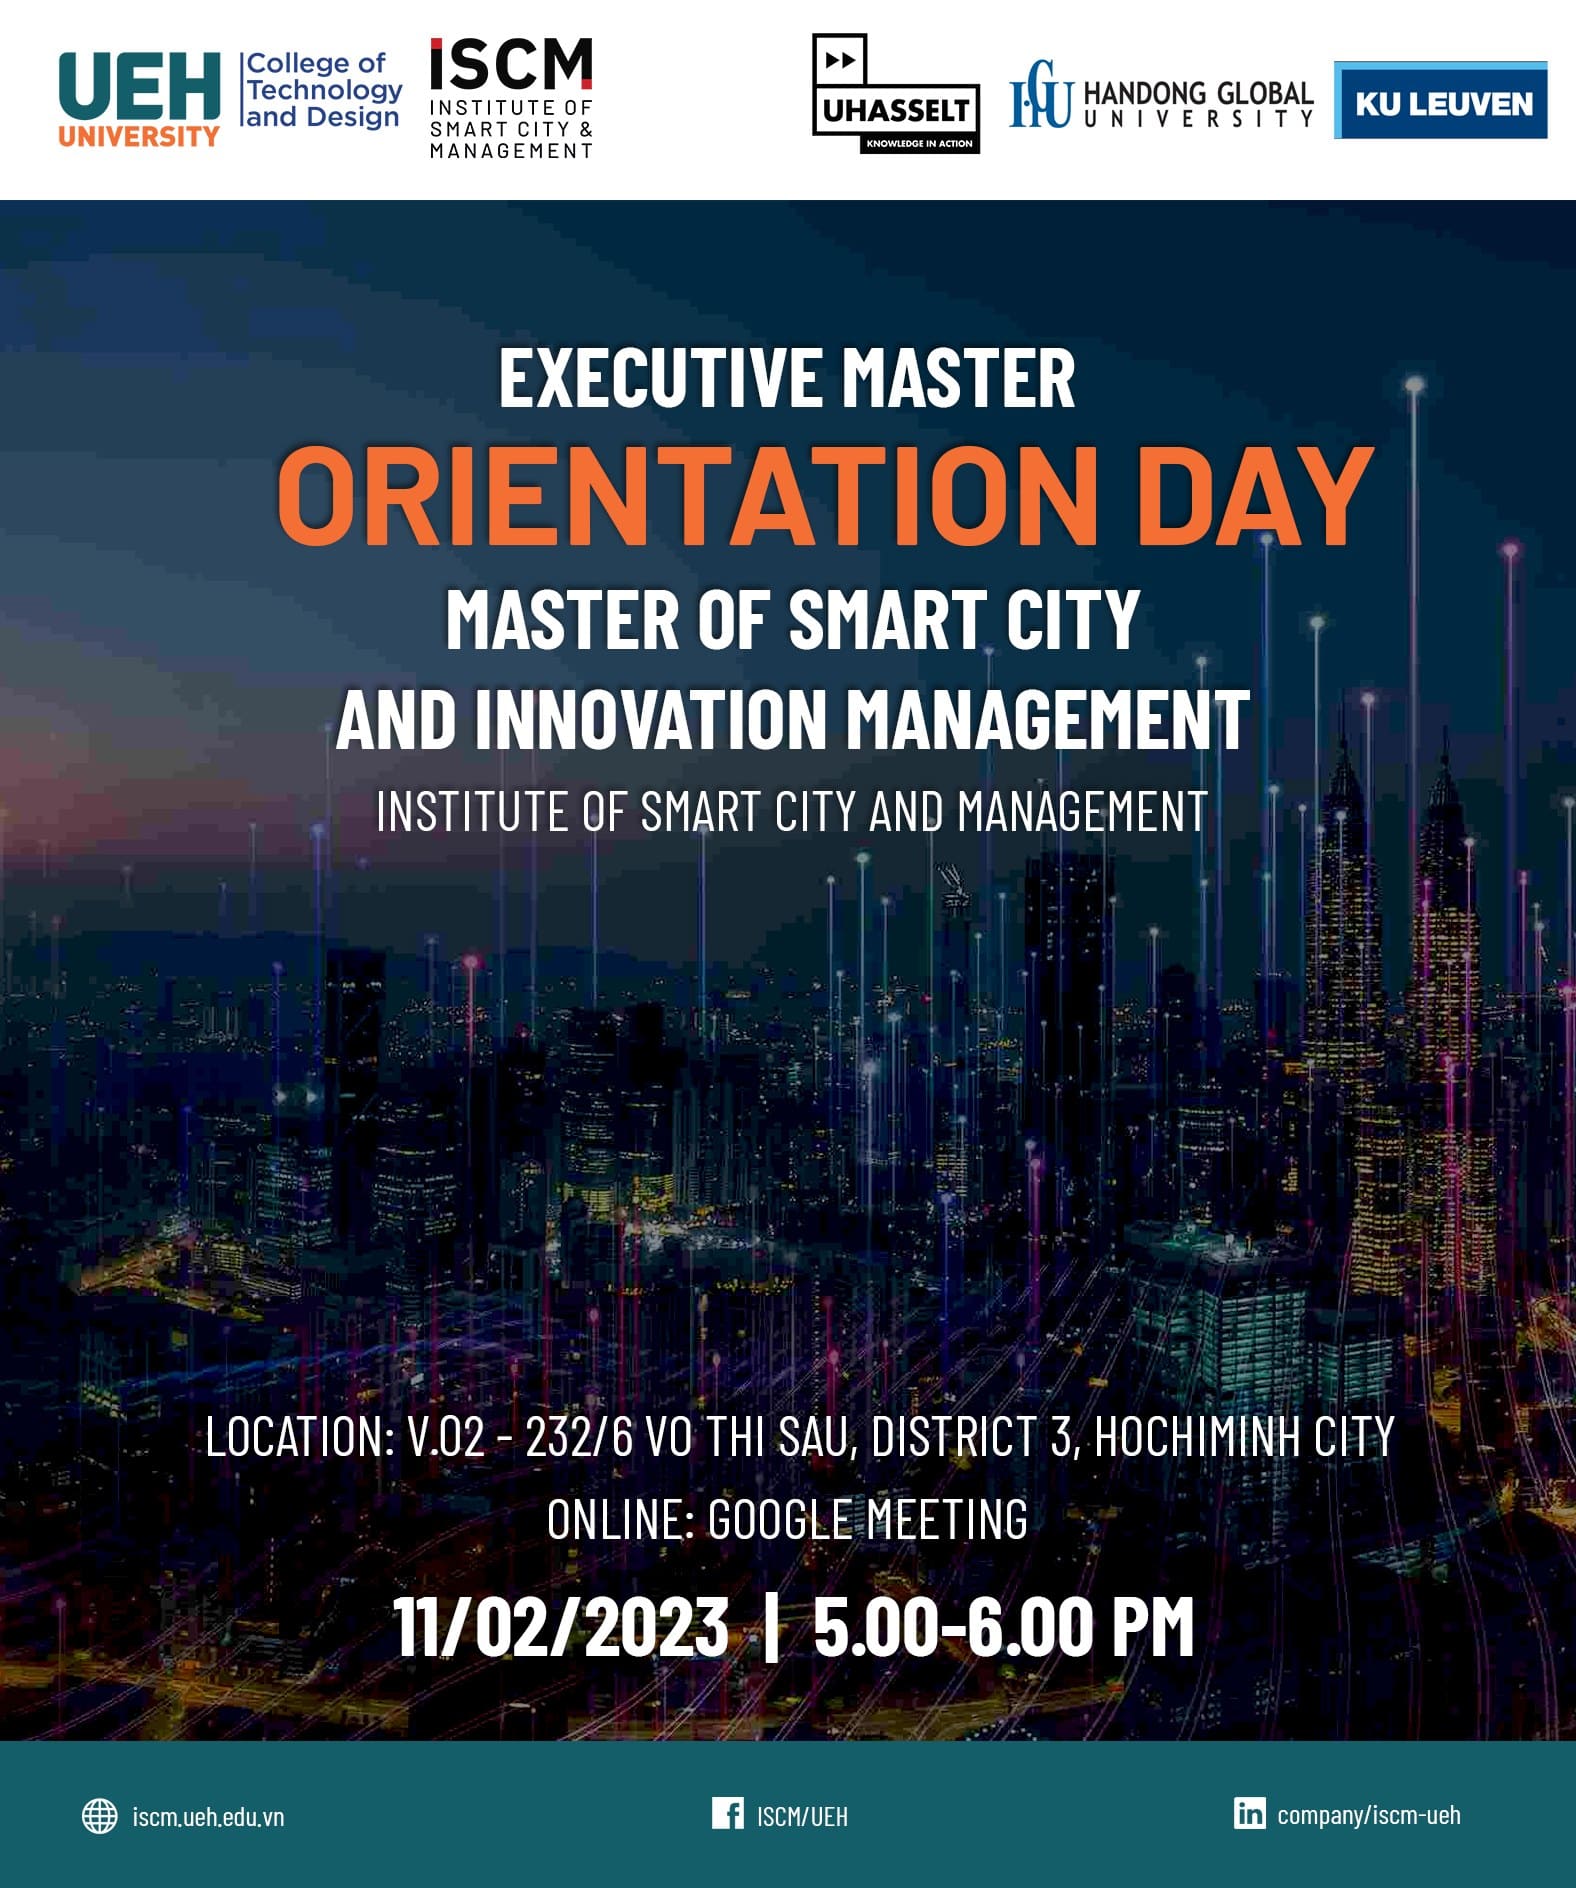 UEH
UNIVERSITY
College of
Technology
and Design
ISCM
INSTITUTE OF
SMART CITY &
MANAGEMENT
UHASSELT
KNOWLEDGE IN ACTION
HGU
HANDONG GLOBAL
UNIVERSITY
KU LEUVEN
EXECUTIVE MASTER
ORIENTATION DAY
MASTER OF SMART CITY
AND INNOVATION MANAGEMENT
INSTITUTE OF SMART CITY AND MANAGEMENT
LOCATION: V.02 - 232/6 VO THI SAU, DISTRICT 3, HOCHIMINH CITY
ONLINE: GOOGLE MEETING
11/02/2023 | 5.00-6.00 PM
iscm.ueh.edu.vn
f ISCM/UEH
in company/iscm-ueh